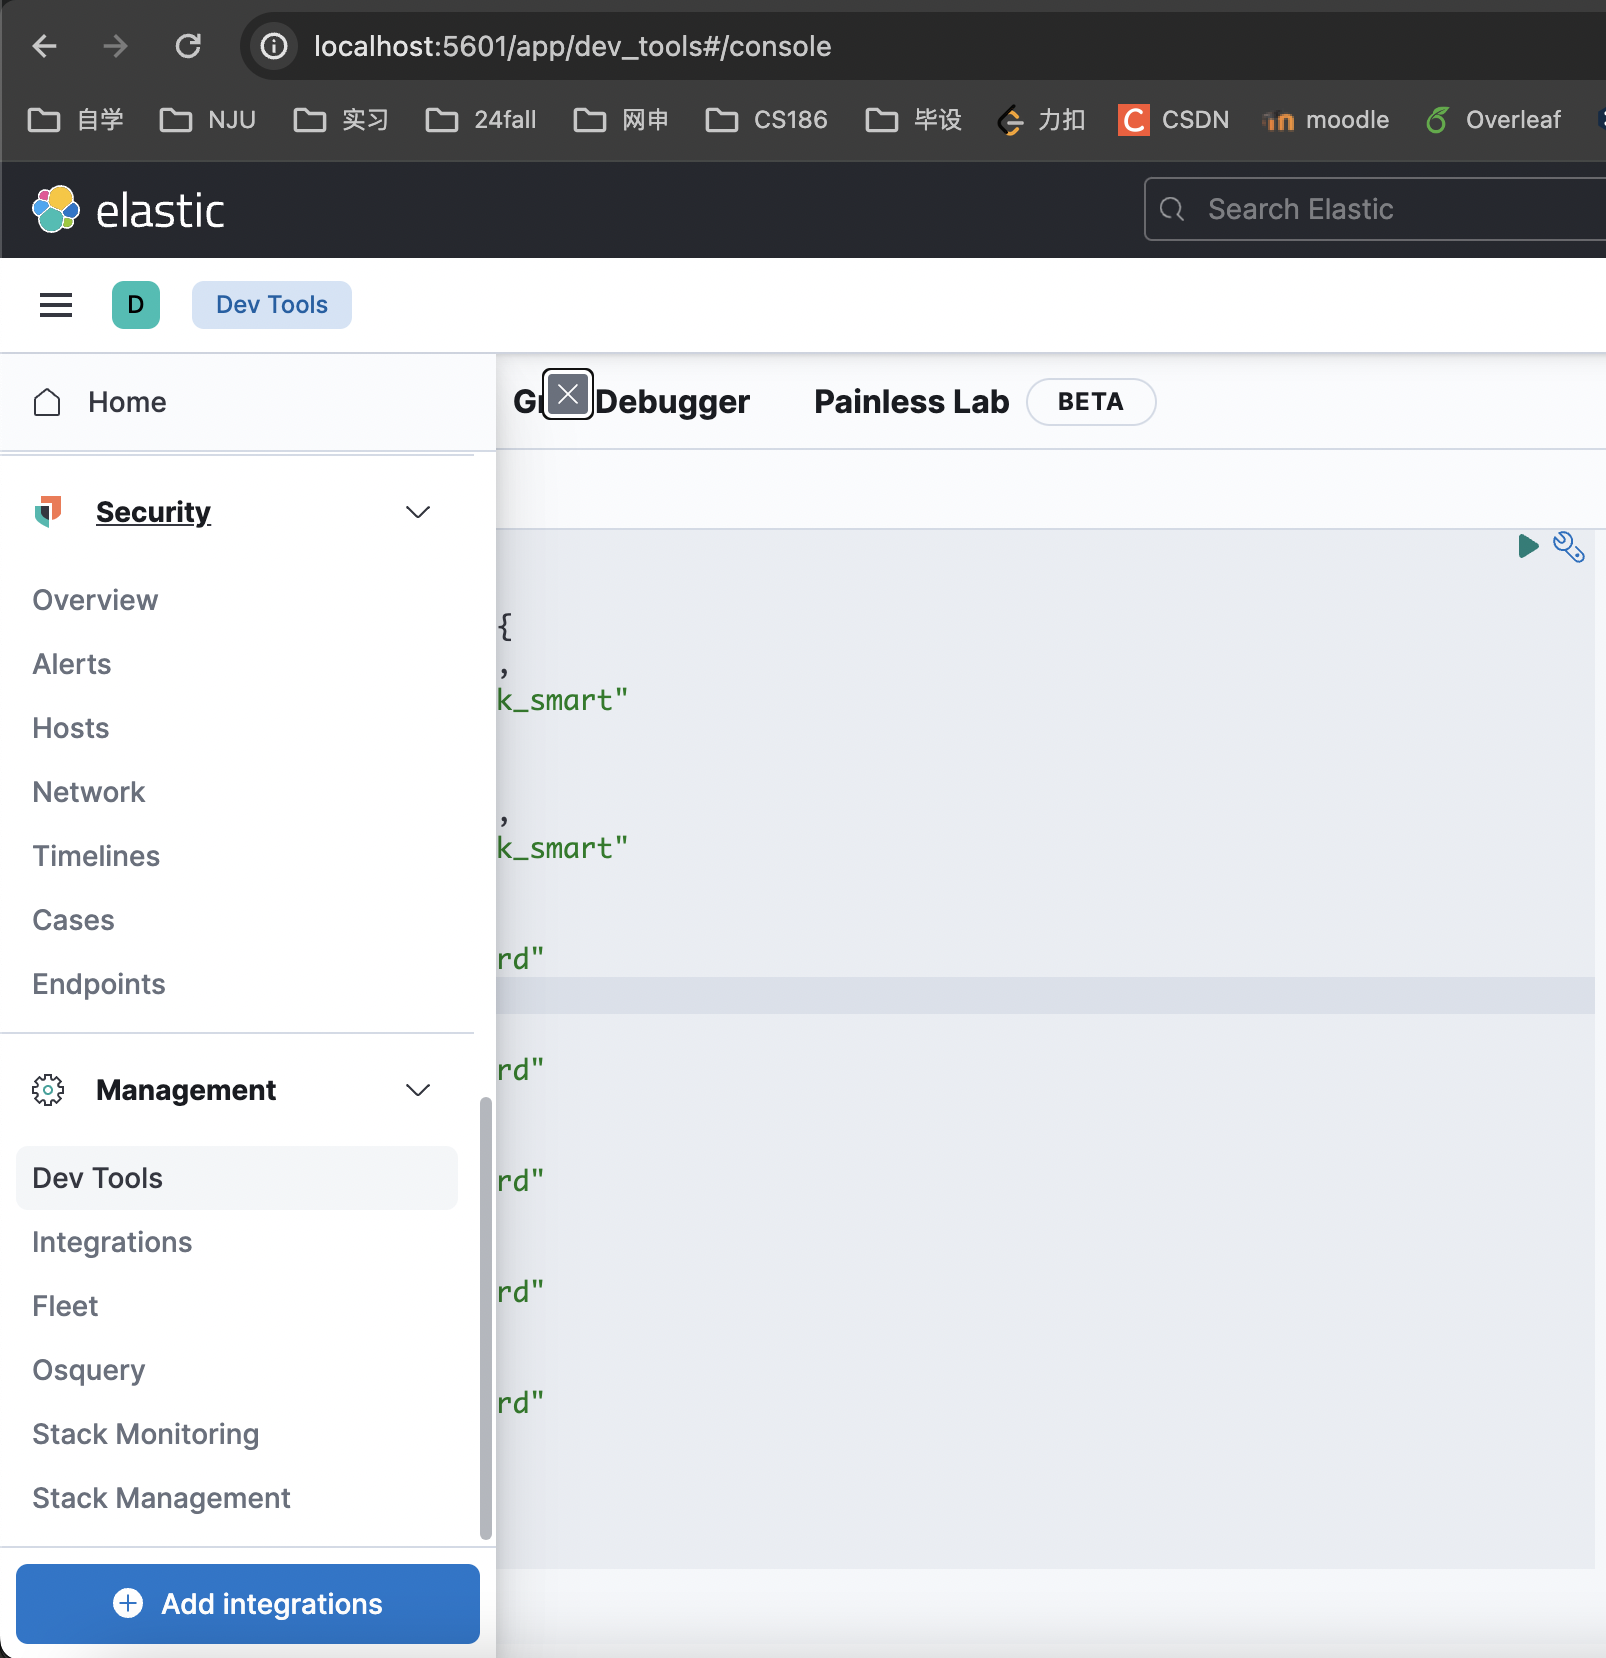 localhost:5601/app/dev_tools#/console
自学 NJU 实习 24fall 网申 CS186 毕设 力扣 CSDN moodle Overleaf
elastic Search Elastic
D Dev Tools
Home
Debugger Painless Lab BETA
Security
Overview
Alerts
Hosts
Network
Timelines
Cases
Endpoints
Management
Dev Tools
Integrations
Fleet
Osquery
Stack Monitoring
Stack Management
Add integrations
{
,
k_smart"
,
k_smart"
rd"
rd"
rd"
rd"
rd"